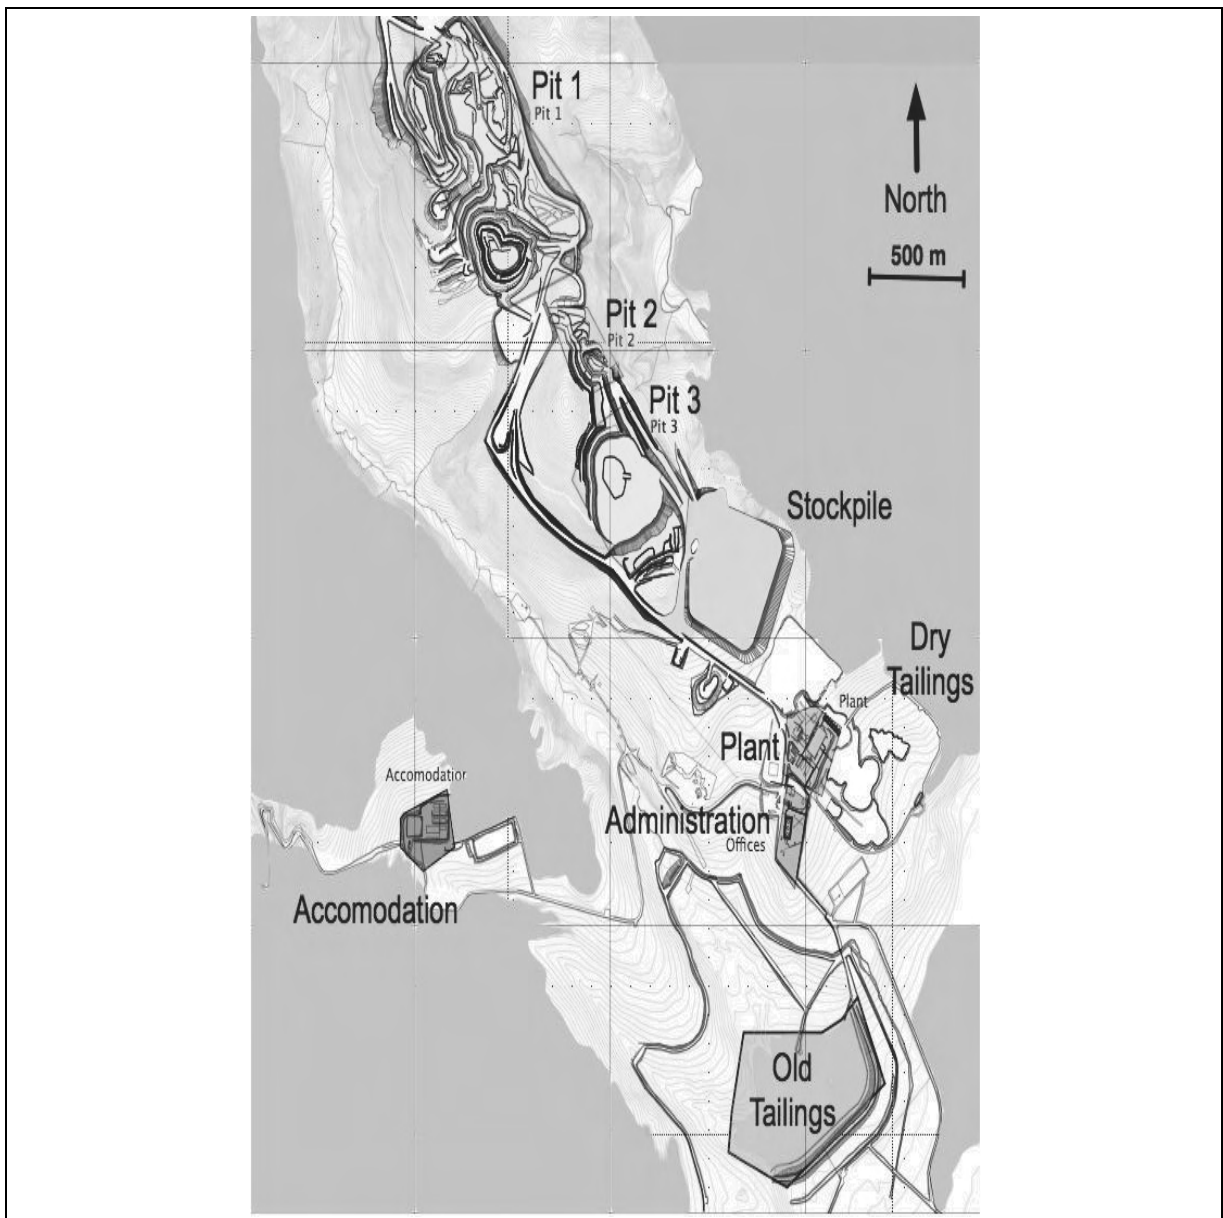 Pit 1
Pit 1
North
500 m
Pit 2
Pit 2
Pit 3
Pit 3
Stockpile
Dry
Tailings
Plant
Plant
Accomodation
Administration
Offices
Accomodation
Old
Tailings